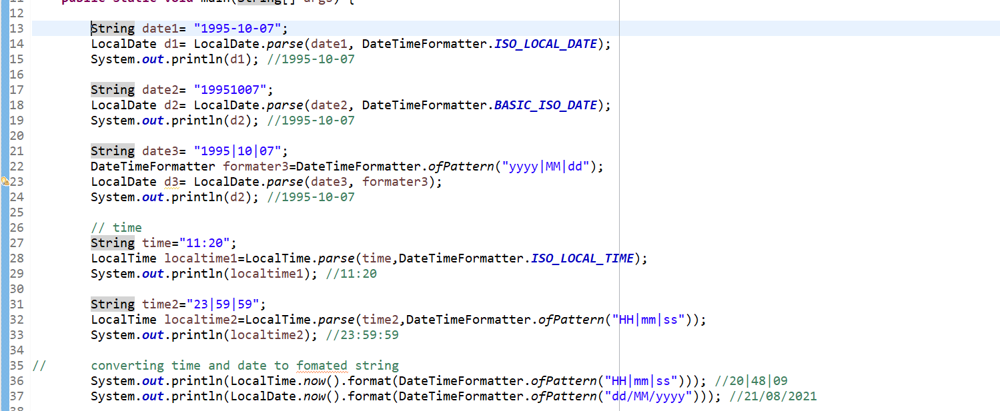 12
13 String date1= "1995-10-07";
14 LocalDate d1= LocalDate.parse(date1, DateTimeFormatter.ISO_LOCAL_DATE);
15 System.out.println(d1); //1995-10-07
16
17 String date2= "19951007";
18 LocalDate d2= LocalDate.parse(date2, DateTimeFormatter.BASIC_ISO_DATE);
19 System.out.println(d2); //1995-10-07
20
21 String date3= "1995|10|07";
22 DateTimeFormatter formater3=DateTimeFormatter.ofPattern("yyyy|MM|dd");
23 LocalDate d3= LocalDate.parse(date3, formater3);
24 System.out.println(d2); //1995-10-07
25
26 // time
27 String time="11:20";
28 LocalTime localtime1=LocalTime.parse(time,DateTimeFormatter.ISO_LOCAL_TIME);
29 System.out.println(localtime1); //11:20
30
31 String time2="23|59|59";
32 LocalTime localtime2=LocalTime.parse(time2,DateTimeFormatter.ofPattern("HH|mm|ss"));
33 System.out.println(localtime2); //23:59:59
34
35 // converting time and date to fomated string
36 System.out.println(LocalTime.now().format(DateTimeFormatter.ofPattern("HH|mm|ss"))); //20|48|09
37 System.out.println(LocalDate.now().format(DateTimeFormatter.ofPattern("dd/MM/yyyy"))); //21/08/2021